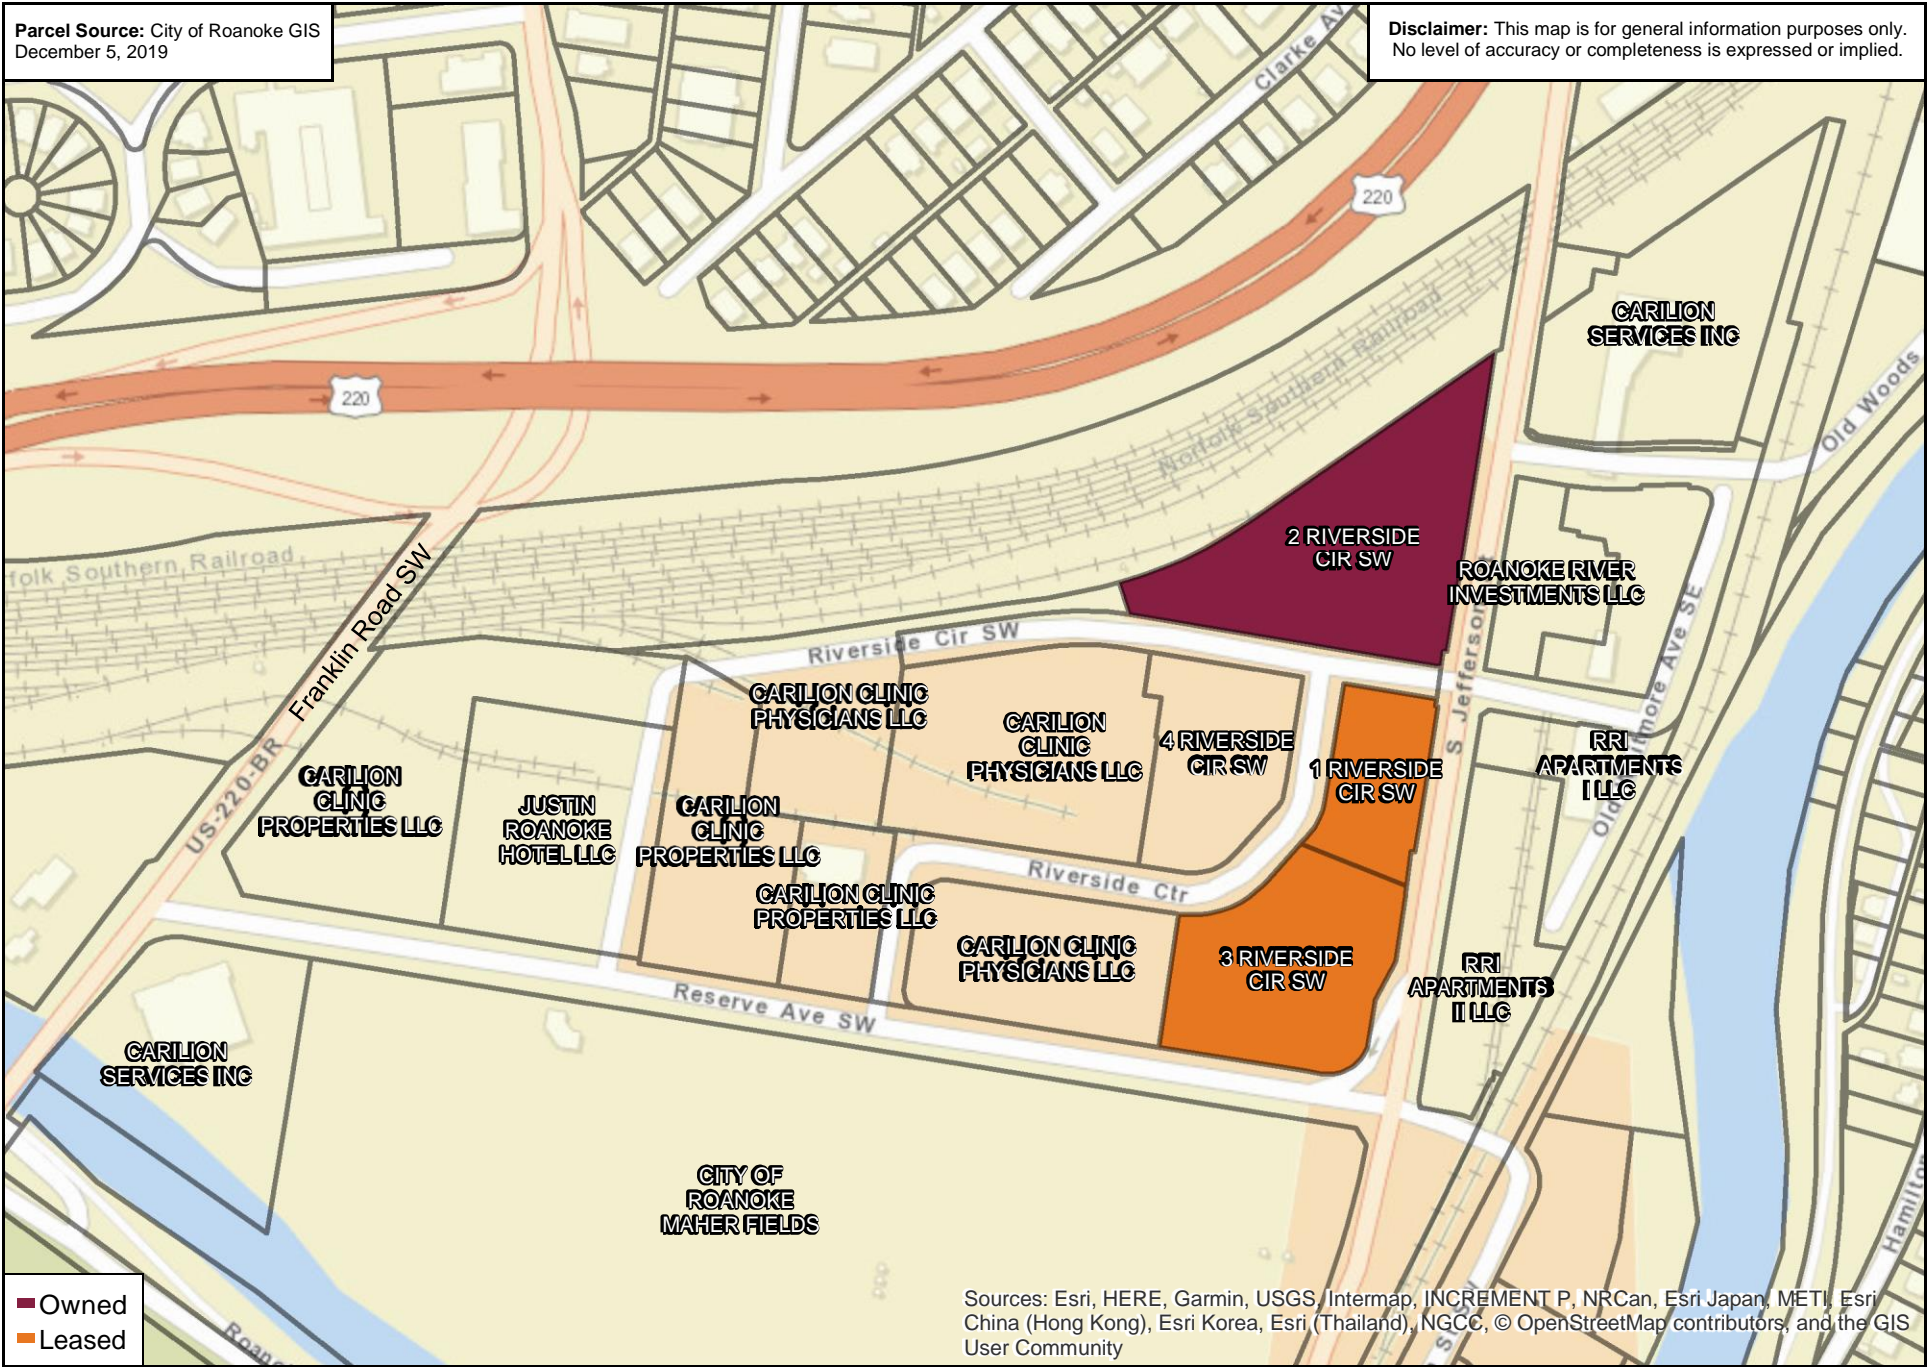 Parcel Source: City of Roanoke GIS
December 5, 2019
Disclaimer: This map is for general information purposes only.
No level of accuracy or completeness is expressed or implied.
Clarke Av
220
220
CARILION
SERVICES INC
Old Woods
Norfolk Southern Railroad
folk Southern Railroad
Franklin Road SW
US-220-BR
2 RIVERSIDE
CIR SW
ROANOKE RIVER
INVESTMENTS LLC
S Jefferson
Riverside Cir SW
CARILION CLINIC
PHYSICIANS LLC
CARILION
CLINIC
PHYSICIANS LLC
4 RIVERSIDE
CIR SW
1 RIVERSIDE
CIR SW
RRI
APARTMENTS
I LLC
CARILION
CLINIC
PROPERTIES LLC
JUSTIN
ROANOKE
HOTEL LLC
CARILION
CLINIC
PROPERTIES LLC
CARILION CLINIC
PROPERTIES LLC
Riverside Ctr
CARILION CLINIC
PHYSICIANS LLC
3 RIVERSIDE
CIR SW
RRI
APARTMENTS
II LLC
Reserve Ave SW
CARILION
SERVICES INC
CITY OF
ROANOKE
MAHER FIELDS
Hamilton
Owned
Leased
Sources: Esri, HERE, Garmin, USGS, Intermap, INCREMENT P, NRCan, Esri Japan, METI, Esri
China (Hong Kong), Esri Korea, Esri (Thailand), NGCC, © OpenStreetMap contributors, and the GIS
User Community